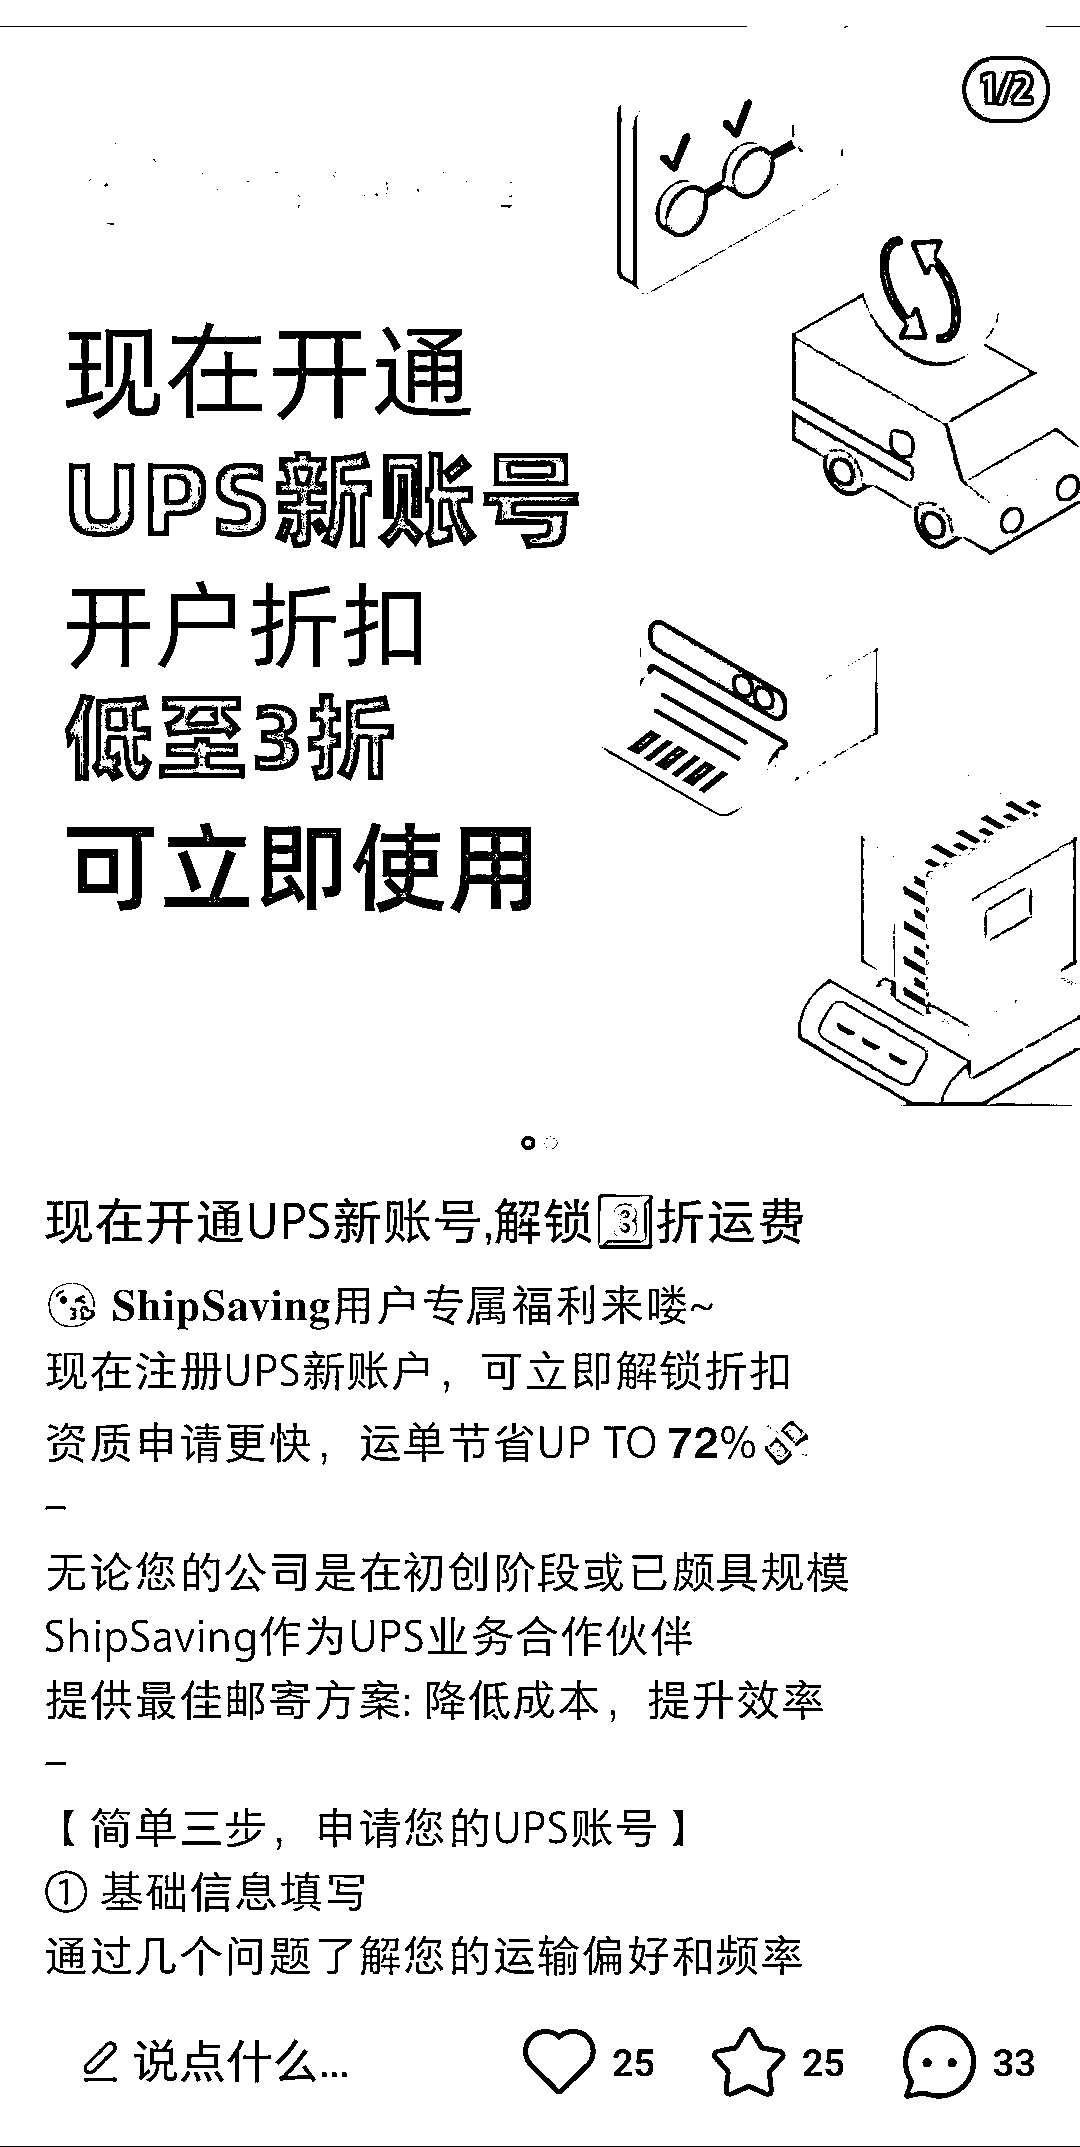 1/2
现在开通
UPS新账号
开户折扣
低至3折
可立即使用
现在开通UPS新账号,解锁3️⃣折运费
😘 ShipSaving用户专属福利来喽~
现在注册UPS新账户，可立即解锁折扣
资质申请更快，运单节省UP TO 72%🎉
–
无论您的公司是在初创阶段或已颇具规模
ShipSaving作为UPS业务合作伙伴
提供最佳邮寄方案: 降低成本，提升效率
–
【简单三步，申请您的UPS账号】
① 基础信息填写
通过几个问题了解您的运输偏好和频率
说点什么... 25 25 33